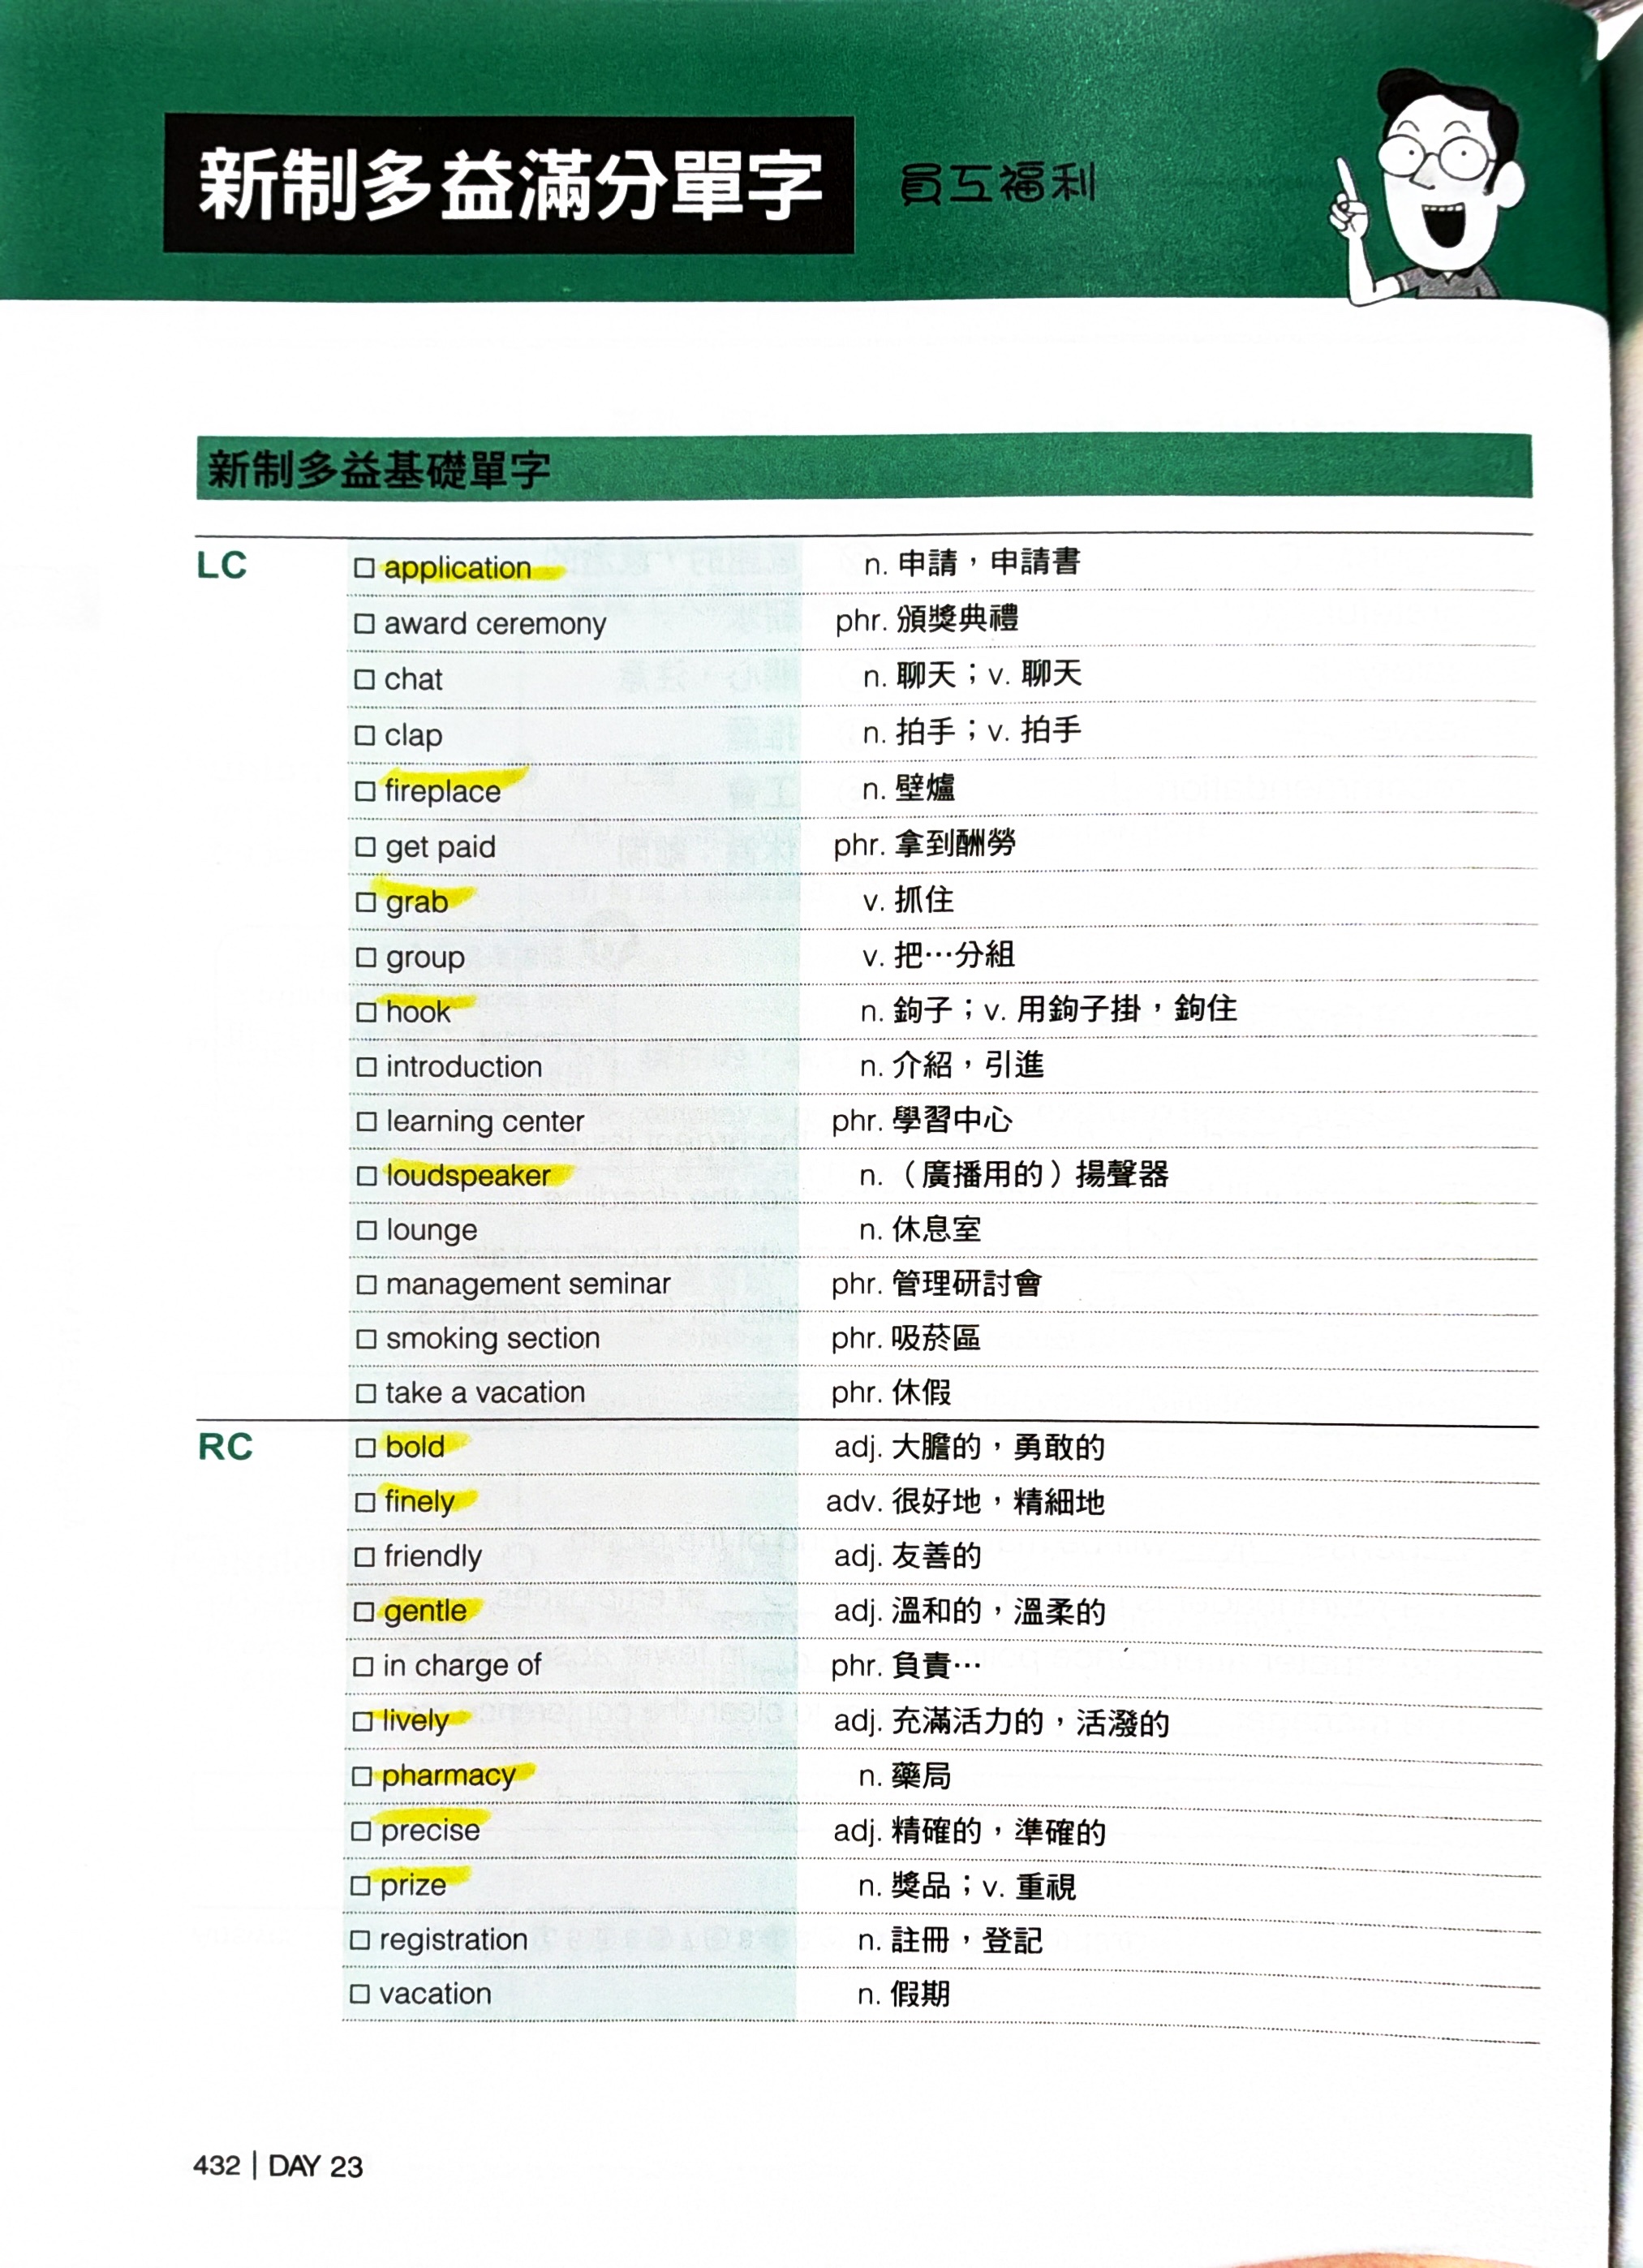 新制多益滿分單字 員工福利
新制多益基礎單字
LC □ application n. 申請，申請書
□ award ceremony phr. 頒獎典禮
□ chat n. 聊天；v. 聊天
□ clap n. 拍手；v. 拍手
□ fireplace n. 壁爐
□ get paid phr. 拿到酬勞
□ grab v. 抓住
□ group v. 把…分組
□ hook n. 鉤子；v. 用鉤子掛，鉤住
□ introduction n. 介紹，引進
□ learning center phr. 學習中心
□ loudspeaker n.（廣播用的）揚聲器
□ lounge n. 休息室
□ management seminar phr. 管理研討會
□ smoking section phr. 吸菸區
□ take a vacation phr. 休假
RC □ bold adj. 大膽的，勇敢的
□ finely adv. 很好地，精細地
□ friendly adj. 友善的
□ gentle adj. 溫和的，溫柔的
□ in charge of phr. 負責…
□ lively adj. 充滿活力的，活潑的
□ pharmacy n. 藥局
□ precise adj. 精確的，準確的
□ prize n. 獎品；v. 重視
□ registration n. 註冊，登記
□ vacation n. 假期
432 | DAY 23